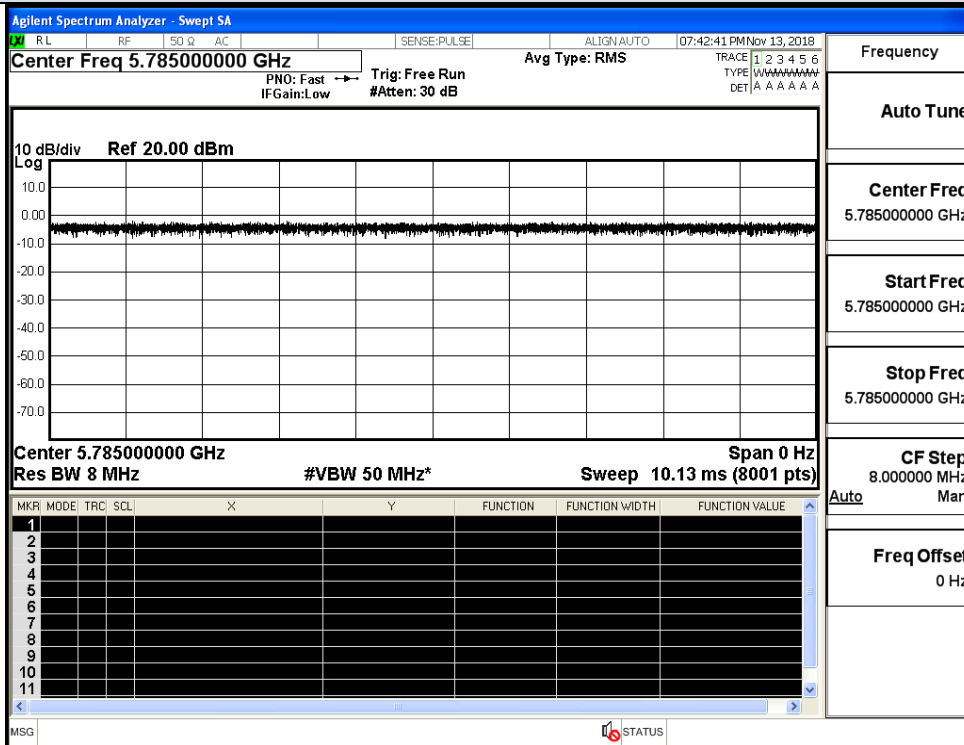 Agilent Spectrum Analyzer - Swept SA
LXI RL RF 50 Ω AC SENSE:PULSE ALIGN AUTO 07:42:41 PM Nov 13, 2018
Center Freq 5.785000000 GHz
PNO: Fast
IFGain:Low
Trig: Free Run
#Atten: 30 dB
Avg Type: RMS
TRACE 1 2 3 4 5 6
TYPE WWWWWW
DET A A A A A A
10 dB/div Ref 20.00 dBm
Log
10.0
0.00
-10.0
-20.0
-30.0
-40.0
-50.0
-60.0
-70.0
Center 5.785000000 GHz Span 0 Hz
Res BW 8 MHz #VBW 50 MHz* Sweep 10.13 ms (8001 pts)
MKR MODE TRC SCL X Y FUNCTION FUNCTION WIDTH FUNCTION VALUE
1
2
3
4
5
6
7
8
9
10
11
MSG STATUS
Frequency
Auto Tune
Center Freq
5.785000000 GHz
Start Freq
5.785000000 GHz
Stop Freq
5.785000000 GHz
CF Step
8.000000 MHz
Auto Man
Freq Offset
0 Hz